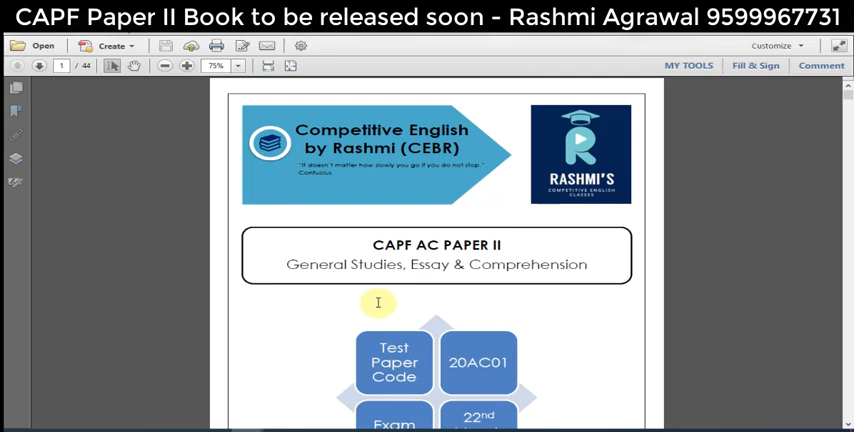 CAPF Paper II Book to be released soon - Rashmi Agrawal 9599967731
Open
Create
Customize
1 / 44
75%
MY TOOLS
Fill & Sign
Comment
Competitive English
by Rashmi (CEBR)
"If doesn't matter how slowly you go if you do not stop."
Confucius
R
RASHMI'S
COMPETITIVE ENGLISH
CLASSES
CAPF AC PAPER II
General Studies, Essay & Comprehension
Test
Paper
Code
20AC01
Exam
22nd